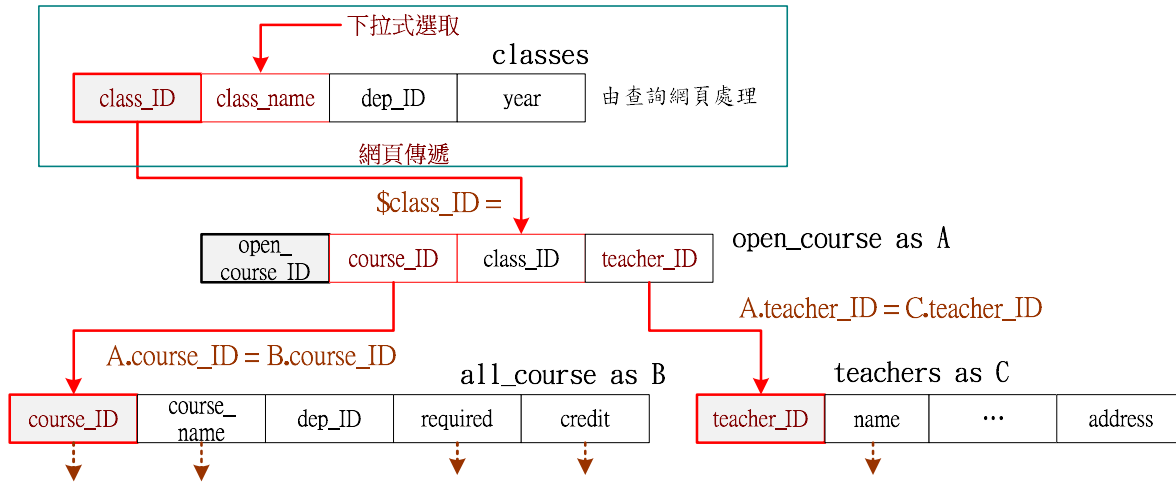 下拉式選取
classes
class_ID class_name dep_ID year 由查詢網頁處理
網頁傳遞
$class_ID =
open_course as A
open_
course_ID course_ID class_ID teacher_ID
A.teacher_ID = C.teacher_ID
A.course_ID = B.course_ID
all_course as B
teachers as C
course_ID course_
name dep_ID required credit
teacher_ID name … address